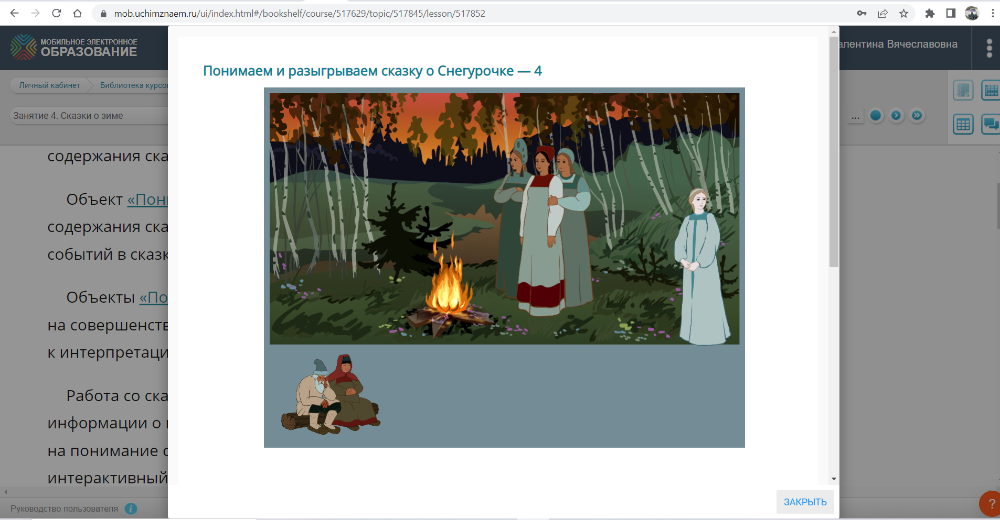 mob.uchimznaem.ru/ui/index.html#/bookshelf/course/517629/topic/517845/lesson/517852
МОБИЛЬНОЕ ЭЛЕКТРОННОЕ
ОБРАЗОВАНИЕ
алентина Вячеславовна
Личный кабинет
Библиотека курсо
Занятие 4. Сказки о зиме
...
Понимаем и разыгрываем сказку о Снегурочке — 4
содержания ска
Объект «Пон
содержания ска
событий в сказк
Объекты «По
на совершенств
к интерпретаци
Работа со ска
информации о
на понимание с
интерактивный
ЗАКРЫТЬ
Руководство пользователя
i
?